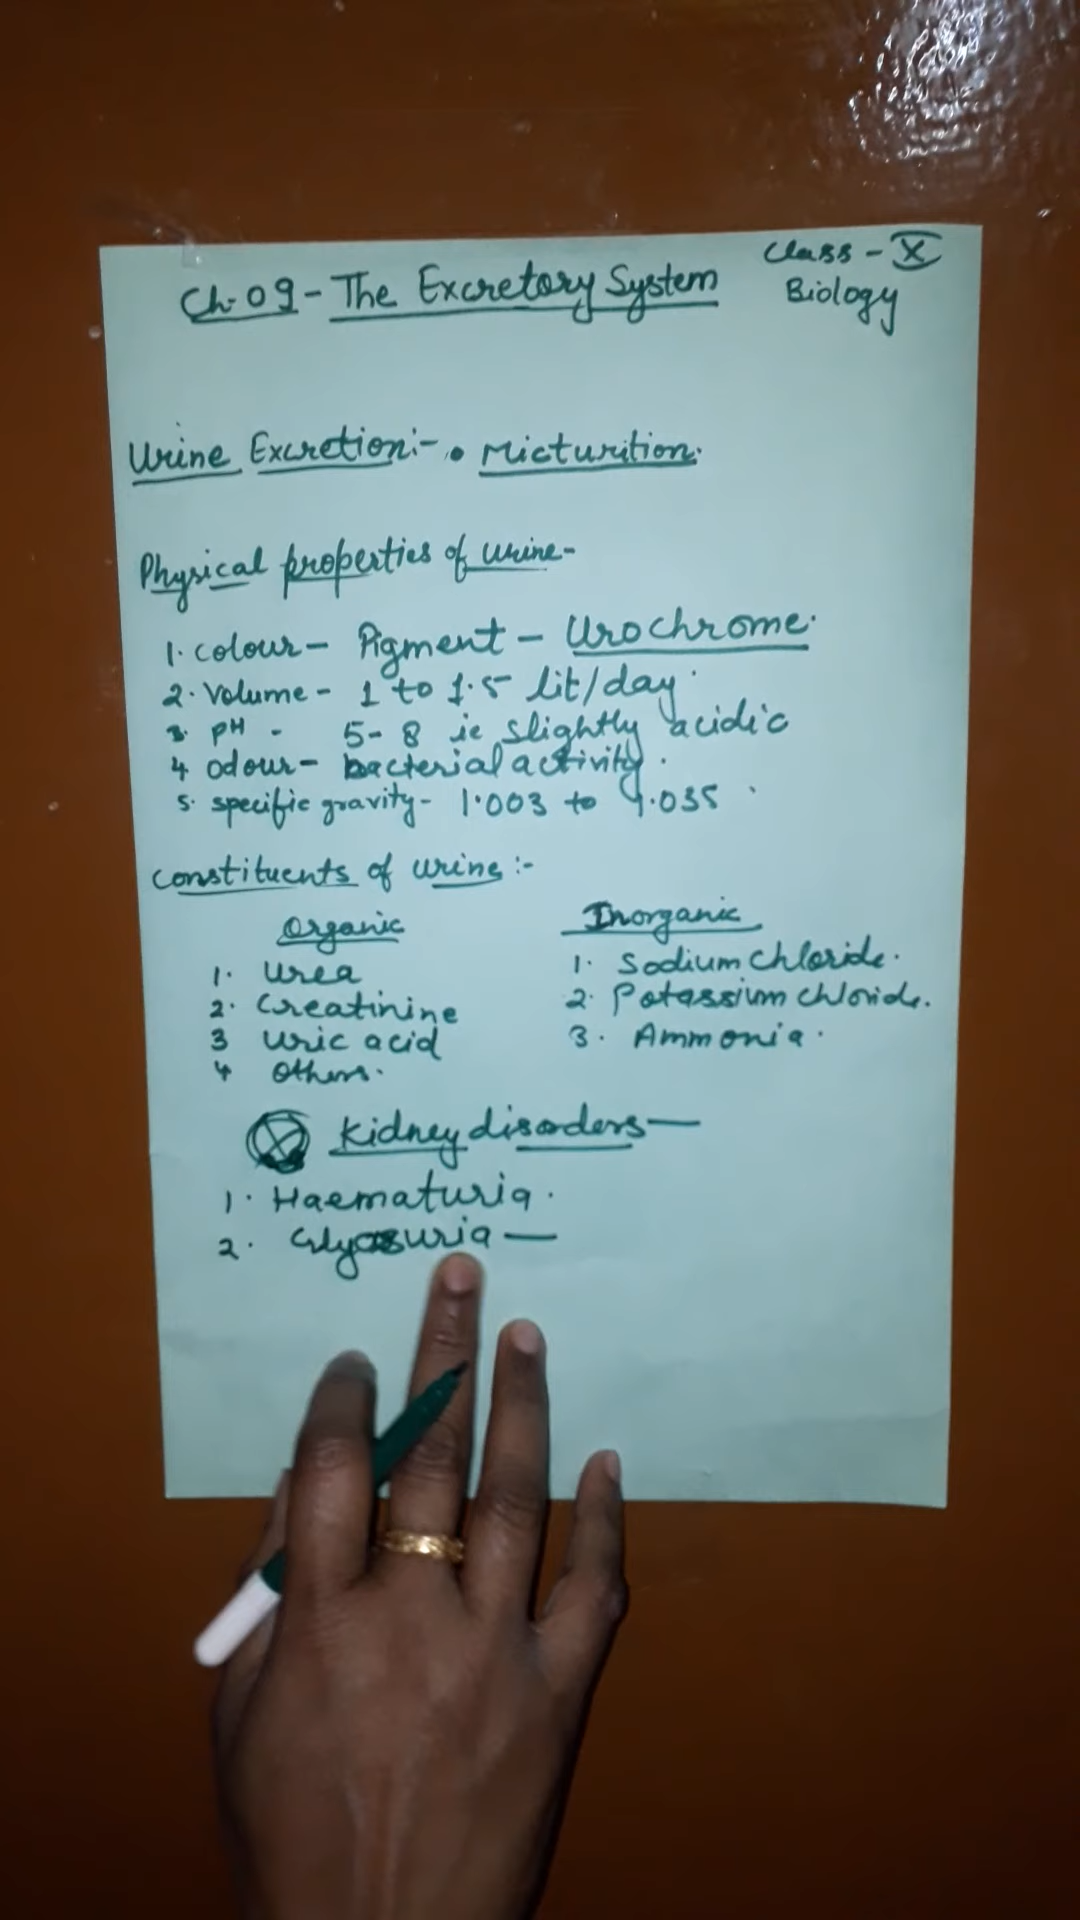 Class - X
Ch-09 - The Excretory System
Biology
Urine Excretion:- • Micturition.
Physical properties of urine-
1. colour - Pigment - Urochrome.
2. Volume - 1 to 1.5 lit/day.
3. pH - 5-8 ie slightly acidic
4 odour - bacterial activity.
5. specific gravity - 1.003 to 1.035
constituents of urine :-
Organic
Inorganic
1. Urea
1. Sodium chloride.
2. Creatinine
2. Potassium chloride.
3 Uric acid
3. Ammonia.
4 Others.
Kidney disorders -
1. Haematuria.
2.